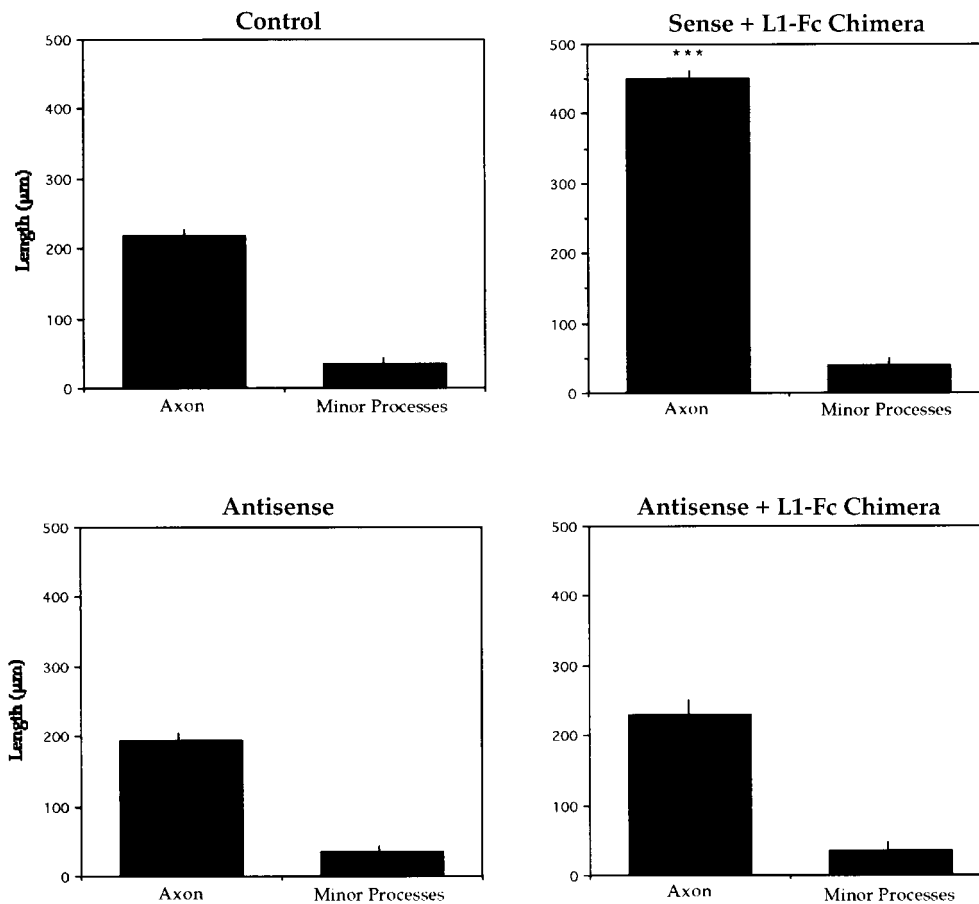 Control
500
400
300
200
100
0
Length (µm)
Axon Minor Processes
Sense + L1-Fc Chimera
500
***
400
300
200
100
0
Axon Minor Processes
Antisense
500
400
300
200
100
0
Length (µm)
Axon Minor Processes
Antisense + L1-Fc Chimera
500
400
300
200
100
0
Axon Minor Processes